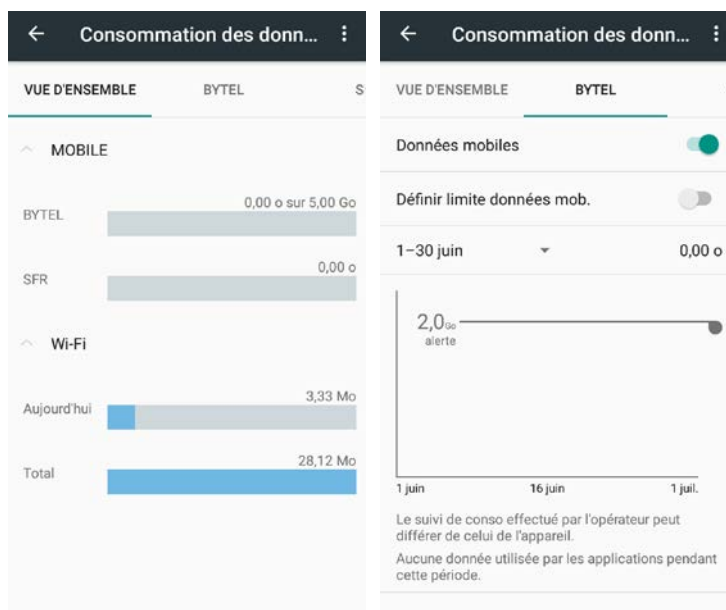 Consommation des donn...
VUE D'ENSEMBLE BYTEL S
MOBILE
0,00 o sur 5,00 Go
BYTEL
0,00 o
SFR
Wi-Fi
3,33 Mo
Aujourd'hui
28,12 Mo
Total
Consommation des donn...
VUE D'ENSEMBLE BYTEL
Données mobiles
Définir limite données mob.
1–30 juin 0,00 o
2,0 Go
alerte
1 juin 16 juin 1 juil.
Le suivi de conso effectué par l'opérateur peut
différer de celui de l'appareil.
Aucune donnée utilisée par les applications pendant
cette période.